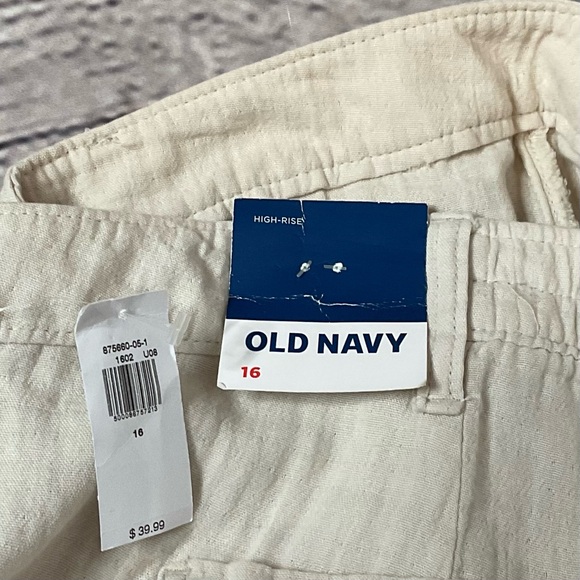 HIGH-RISE
OLD NAVY
16
875660-05-1
1602 U08
16
$ 39.99